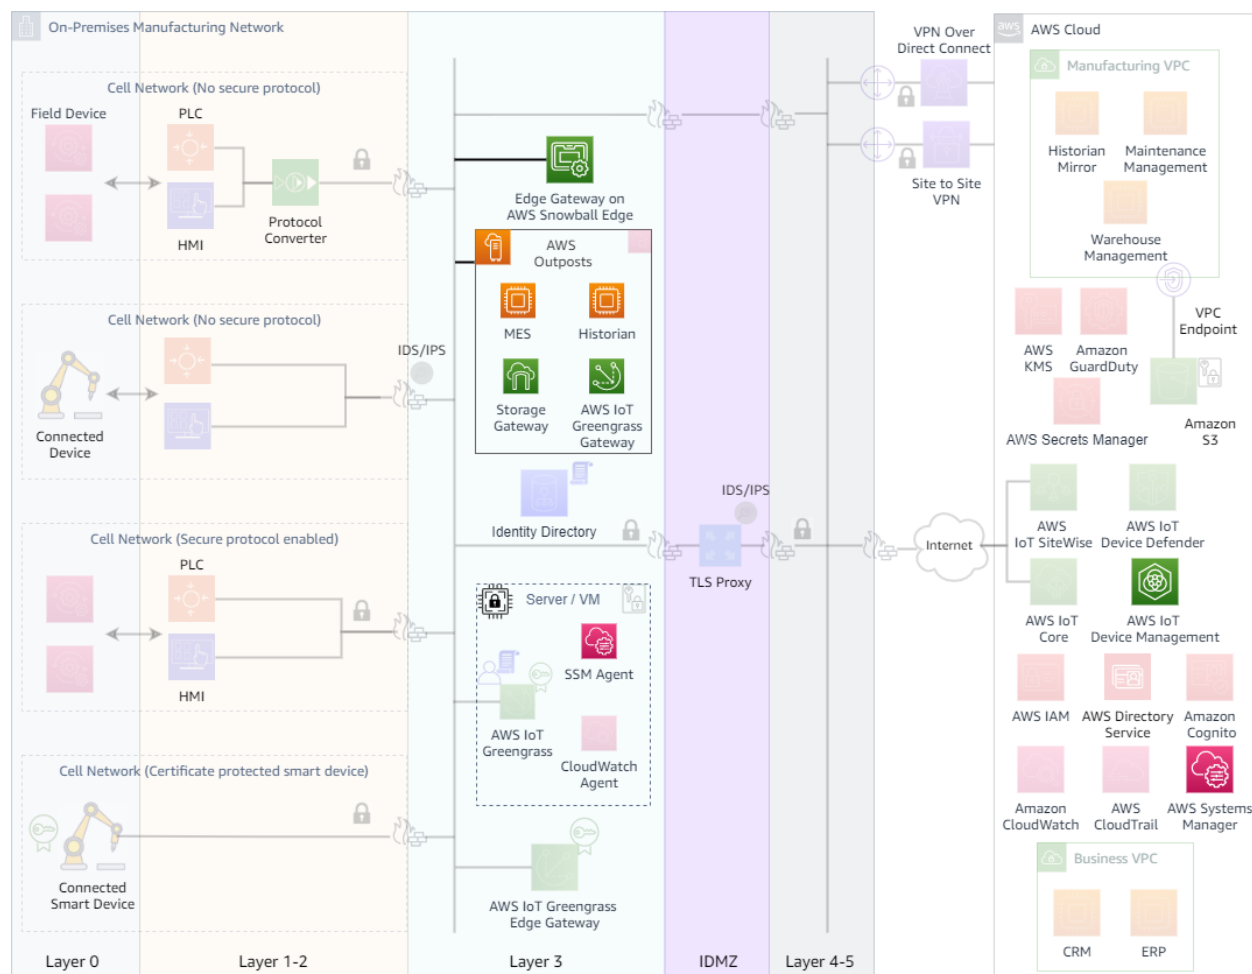 On-Premises Manufacturing Network
Cell Network (No secure protocol)
Field Device
PLC
HMI
Protocol
Converter
Cell Network (No secure protocol)
Connected
Device
IDS/IPS
Cell Network (Secure protocol enabled)
PLC
HMI
Cell Network (Certificate protected smart device)
Connected
Smart Device
Edge Gateway on
AWS Snowball Edge
AWS
Outposts
MES
Historian
Storage
Gateway
AWS IoT
Greengrass
Gateway
Identity Directory
Server / VM
SSM Agent
AWS IoT
Greengrass
CloudWatch
Agent
AWS IoT Greengrass
Edge Gateway
IDS/IPS
TLS Proxy
VPN Over
Direct Connect
Site to Site
VPN
Internet
aws
AWS Cloud
Manufacturing VPC
Historian
Mirror
Maintenance
Management
Warehouse
Management
VPC
Endpoint
AWS
KMS
Amazon
GuardDuty
AWS Secrets Manager
Amazon
S3
AWS
IoT SiteWise
AWS IoT
Device Defender
AWS IoT
Core
AWS IoT
Device Management
AWS IAM
AWS Directory
Service
Amazon
Cognito
Amazon
CloudWatch
AWS
CloudTrail
AWS Systems
Manager
Business VPC
CRM
ERP
Layer 0
Layer 1-2
Layer 3
IDMZ
Layer 4-5